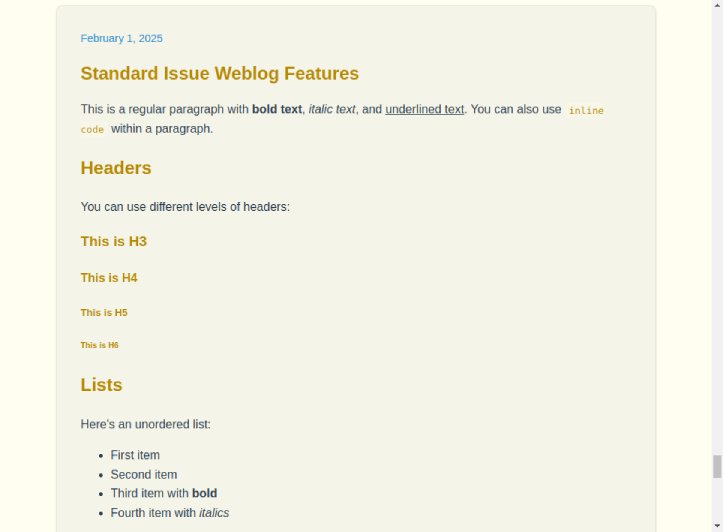 February 1, 2025
Standard Issue Weblog Features
This is a regular paragraph with bold text, italic text, and underlined text. You can also use inline
code within a paragraph.
Headers
You can use different levels of headers:
This is H3
This is H4
This is H5
This is H6
Lists
Here's an unordered list:
• First item
• Second item
• Third item with bold
• Fourth item with italics